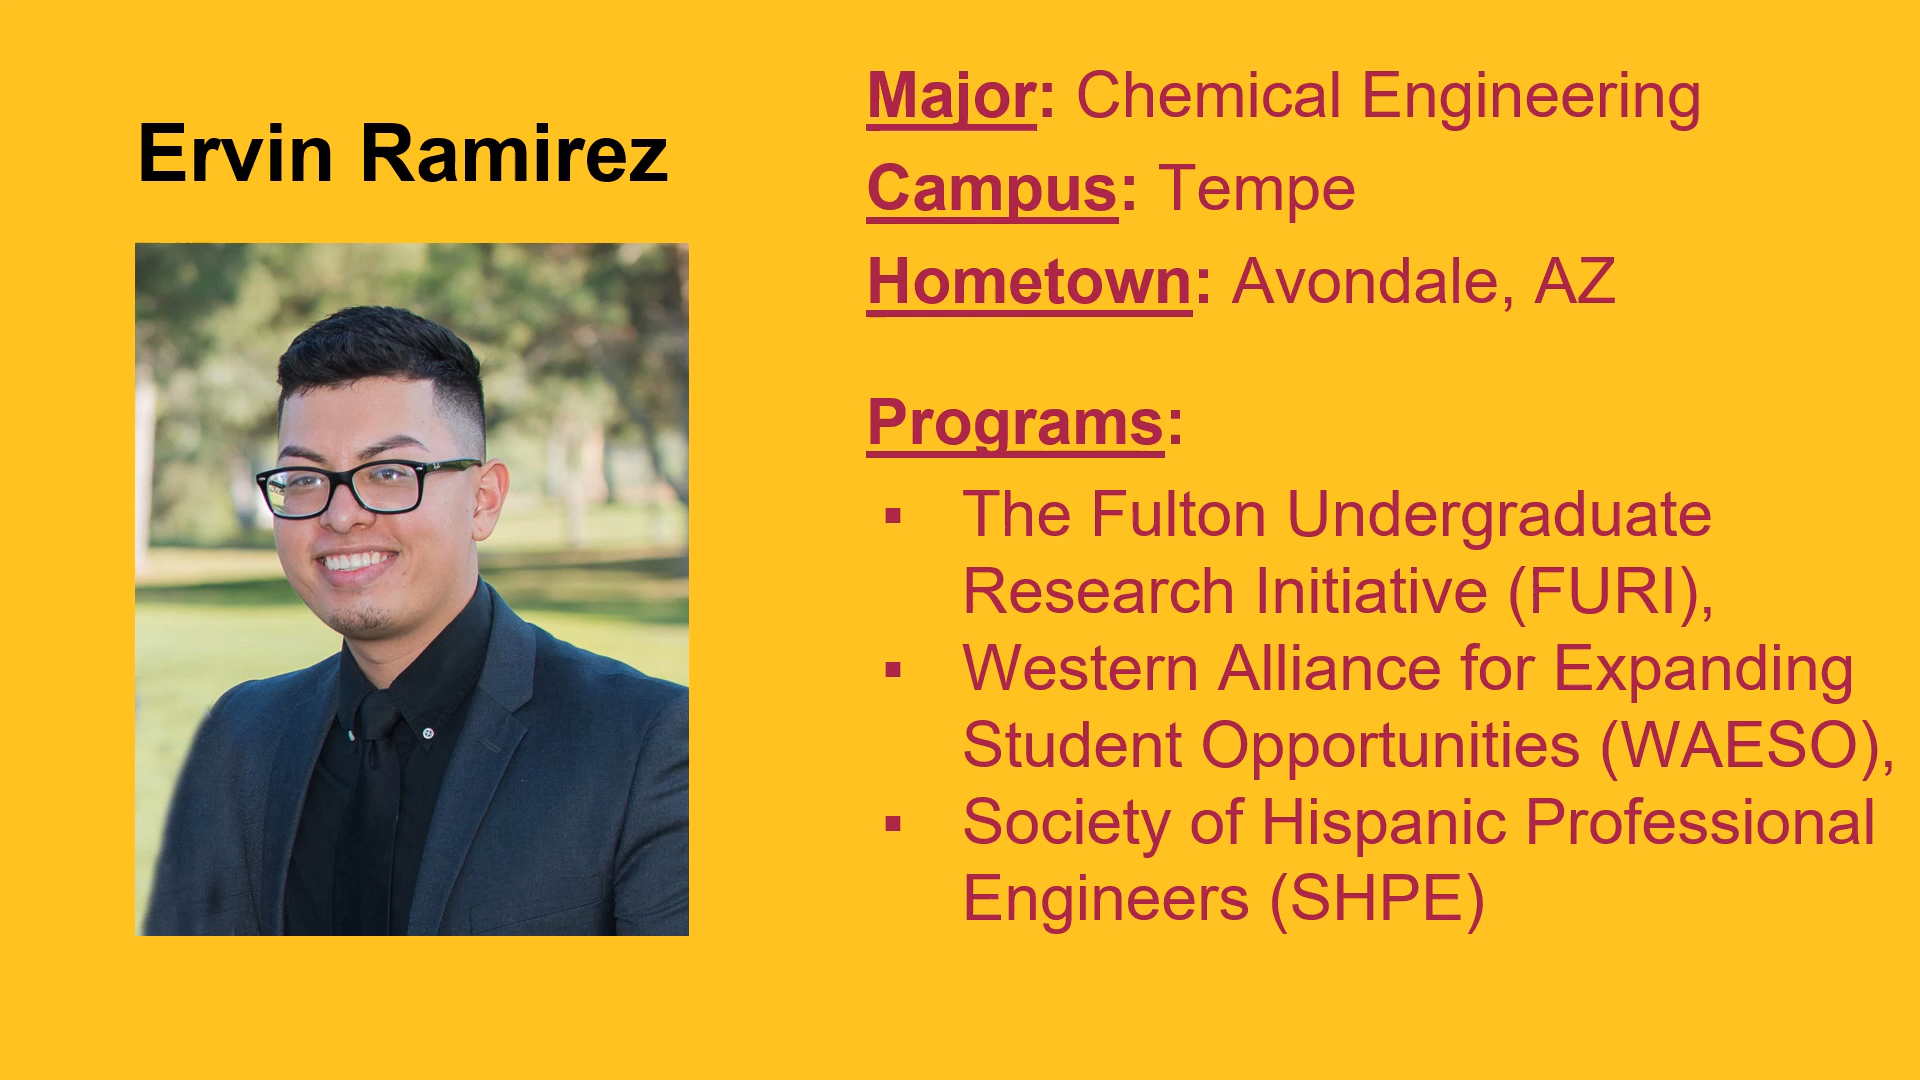 Ervin Ramirez
Major: Chemical Engineering
Campus: Tempe
Hometown: Avondale, AZ
Programs:
▪ The Fulton Undergraduate
Research Initiative (FURI),
▪ Western Alliance for Expanding
Student Opportunities (WAESO),
▪ Society of Hispanic Professional
Engineers (SHPE)